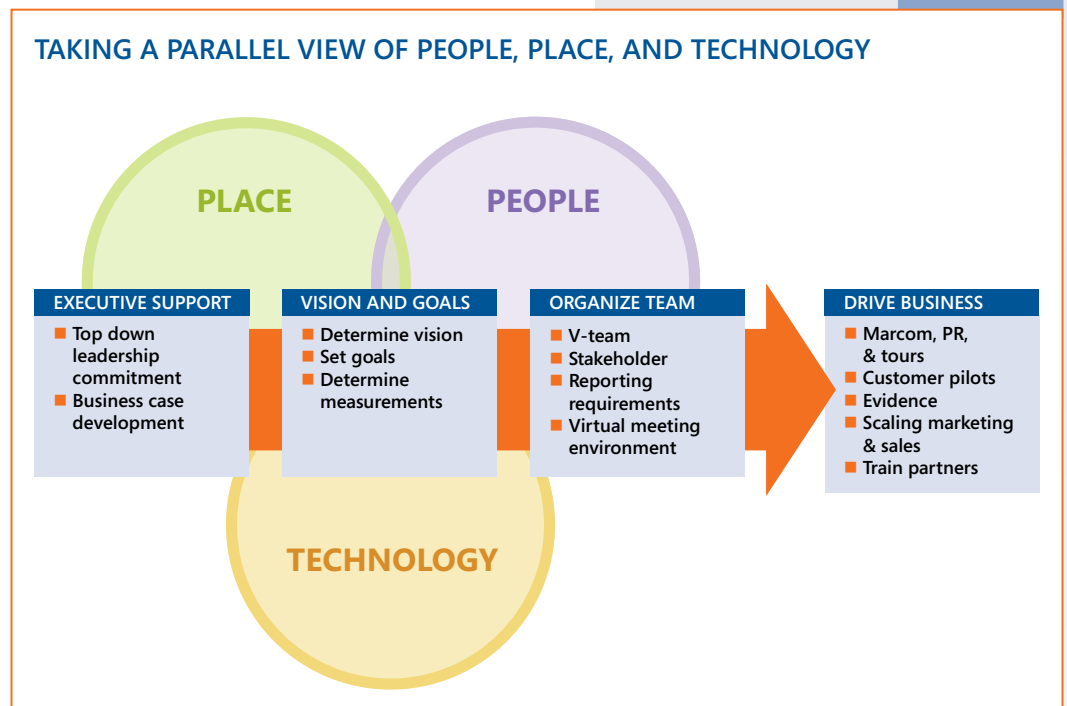 TAKING A PARALLEL VIEW OF PEOPLE, PLACE, AND TECHNOLOGY
PLACE
PEOPLE
EXECUTIVE SUPPORT
Top down
leadership
commitment
Business case
development
VISION AND GOALS
Determine vision
Set goals
Determine
measurements
ORGANIZE TEAM
V-team
Stakeholder
Reporting
requirements
Virtual meeting
environment
DRIVE BUSINESS
Marcom, PR,
& tours
Customer pilots
Evidence
Scaling marketing
& sales
Train partners
TECHNOLOGY